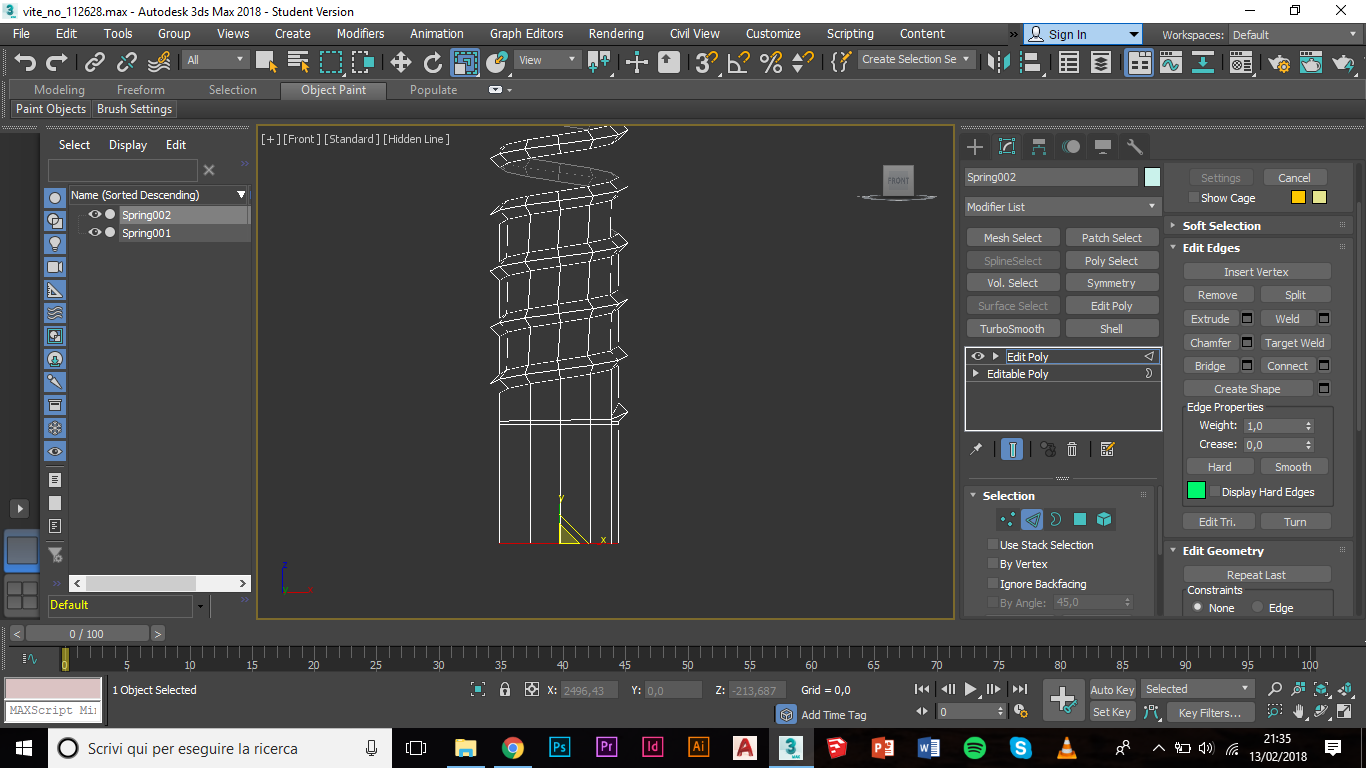 vite_no_112628.max - Autodesk 3ds Max 2018 - Student Version
File Edit Tools Group Views Create Modifiers Animation Graph Editors Rendering Civil View Customize Scripting Content » Sign In Workspaces: Default
All View Create Selection Se
Modeling Freeform Selection Object Paint Populate
Paint Objects Brush Settings
Select Display Edit
Name (Sorted Descending)
Spring002
Spring001
Default
[+] [Front] [Standard] [Hidden Line]
FRONT
y
x
z
Spring002
Modifier List
Mesh Select Patch Select
SplineSelect Poly Select
Vol. Select Symmetry
Surface Select Edit Poly
TurboSmooth Shell
Edit Poly
Editable Poly
Selection
Use Stack Selection
By Vertex
Ignore Backfacing
By Angle: 45,0
Settings Cancel
Show Cage
Soft Selection
Edit Edges
Insert Vertex
Remove Split
Extrude Weld
Chamfer Target Weld
Bridge Connect
Create Shape
Edge Properties
Weight: 1,0
Crease: 0,0
Hard Smooth
Display Hard Edges
Edit Tri. Turn
Edit Geometry
Repeat Last
Constraints
None Edge
< 0 / 100 >
0 5 10 15 20 25 30 35 40 45 50 55 60 65 70 75 80 85 90 95 100
1 Object Selected X: 2496,43 Y: 0,0 Z: -213,687 Grid = 0,0 Auto Key Selected
MAXScript Min Add Time Tag 0 Set Key Key Filters...
Scrivi qui per eseguire la ricerca Ps Pr Id Ai A 3 MAX P W S 21:35
13/02/2018